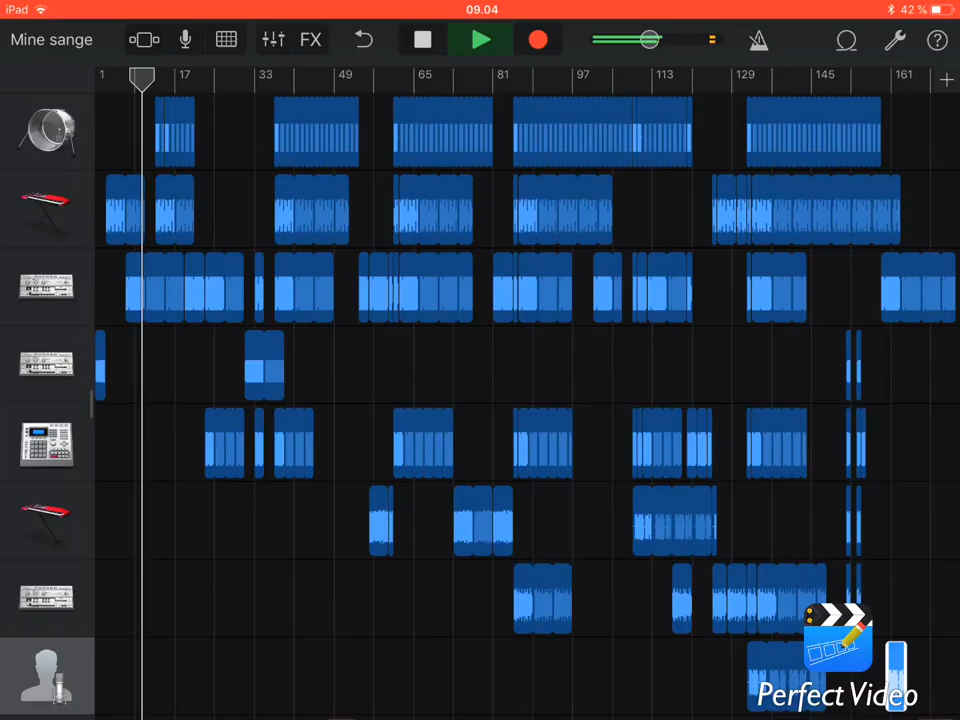 iPad 09.04 42 %
Mine sange FX
1 17 33 49 65 81 97 113 129 145 161
Perfect Video